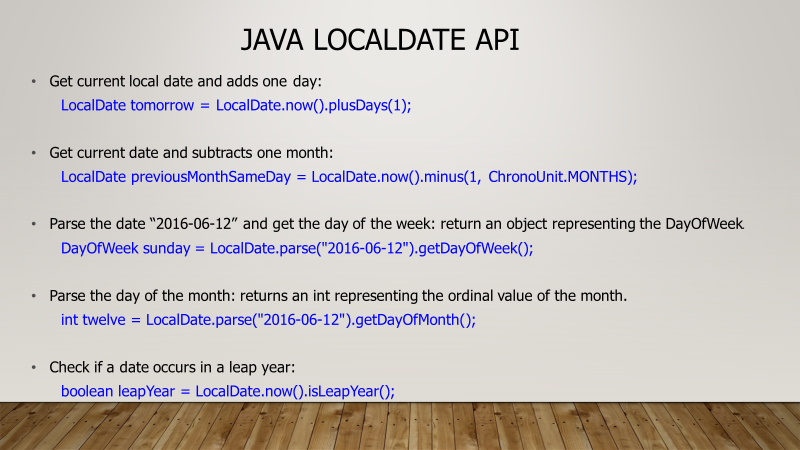 JAVA LOCALDATE API
• Get current local date and adds one day:
LocalDate tomorrow = LocalDate.now().plusDays(1);
• Get current date and subtracts one month:
LocalDate previousMonthSameDay = LocalDate.now().minus(1, ChronoUnit.MONTHS);
• Parse the date “2016-06-12” and get the day of the week: return an object representing the DayOfWeek.
DayOfWeek sunday = LocalDate.parse("2016-06-12").getDayOfWeek();
• Parse the day of the month: returns an int representing the ordinal value of the month.
int twelve = LocalDate.parse("2016-06-12").getDayOfMonth();
• Check if a date occurs in a leap year:
boolean leapYear = LocalDate.now().isLeapYear();